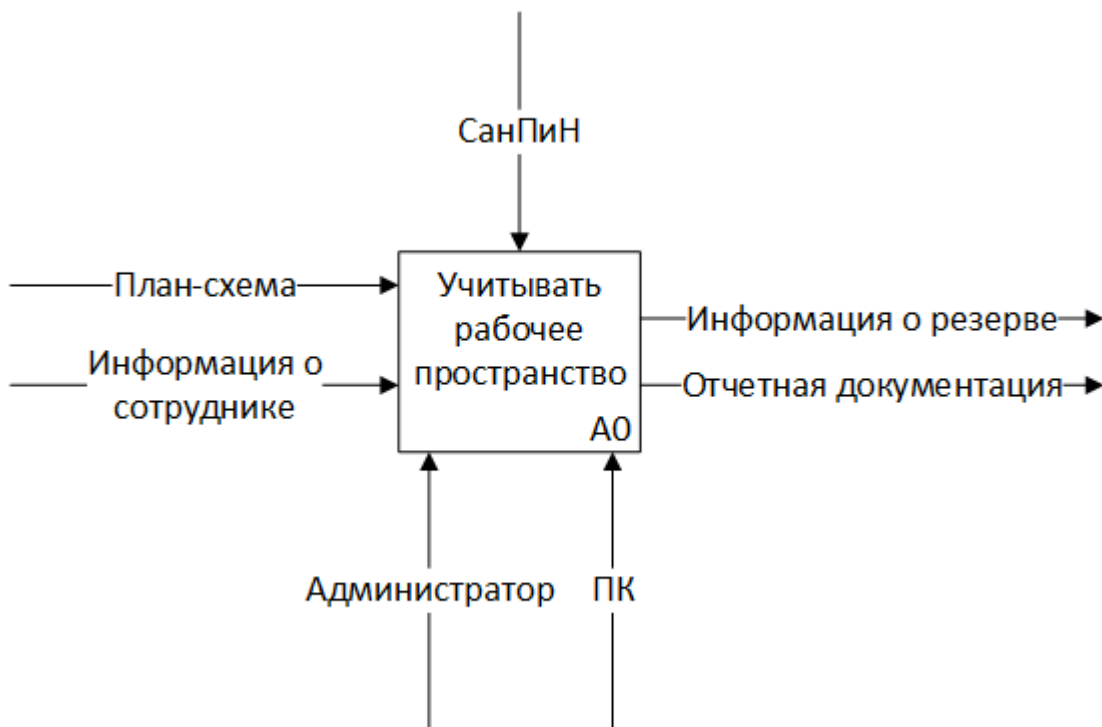 СанПиН
План-схема
Информация о
сотруднике
Учитывать
рабочее
пространство
А0
Информация о резерве
Отчетная документация
Администратор
ПК